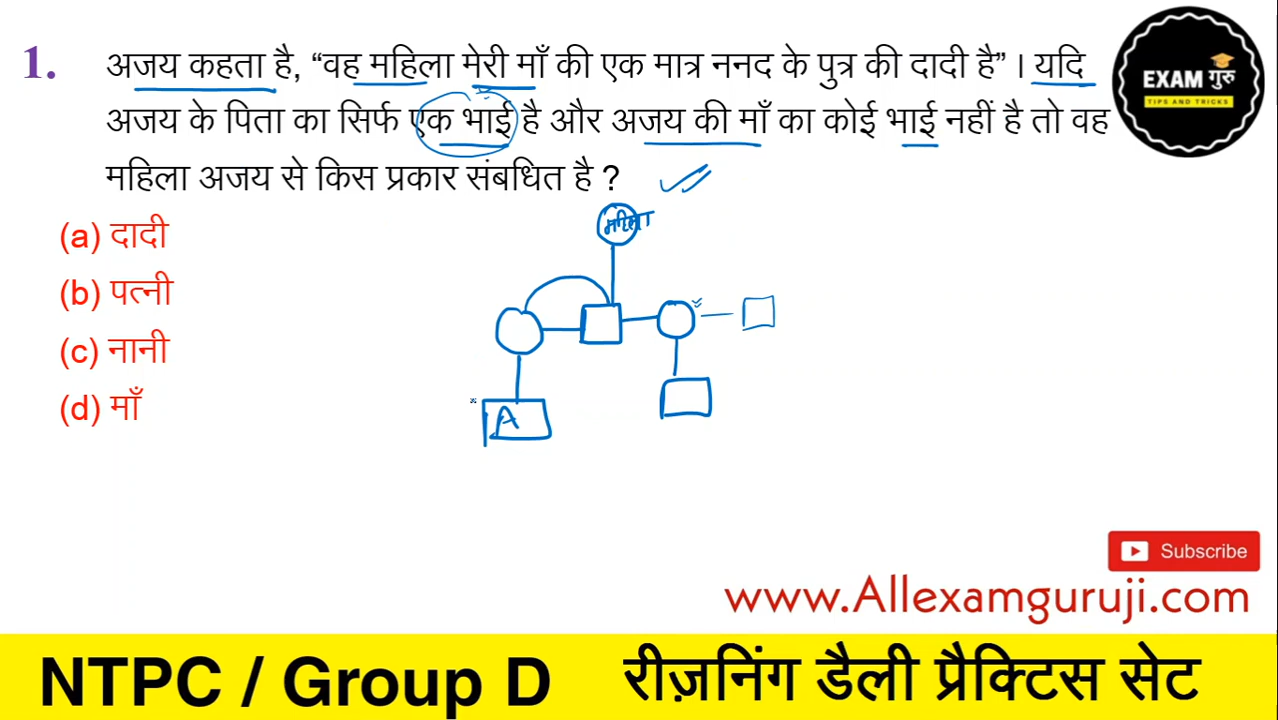 1. अजय कहता है, “वह महिला मेरी माँ की एक मात्र ननद के पुत्र की दादी है” । यदि
अजय के पिता का सिर्फ एक भाई है और अजय की माँ का कोई भाई नहीं है तो वह
महिला अजय से किस प्रकार संबधित है ?
(a) दादी
(b) पत्नी
(c) नानी
(d) माँ
महिला
A
EXAM गुरु
TIPS AND TRICKS
Subscribe
www.Allexamguruji.com
NTPC / Group D रीज़निंग डैली प्रैक्टिस सेट